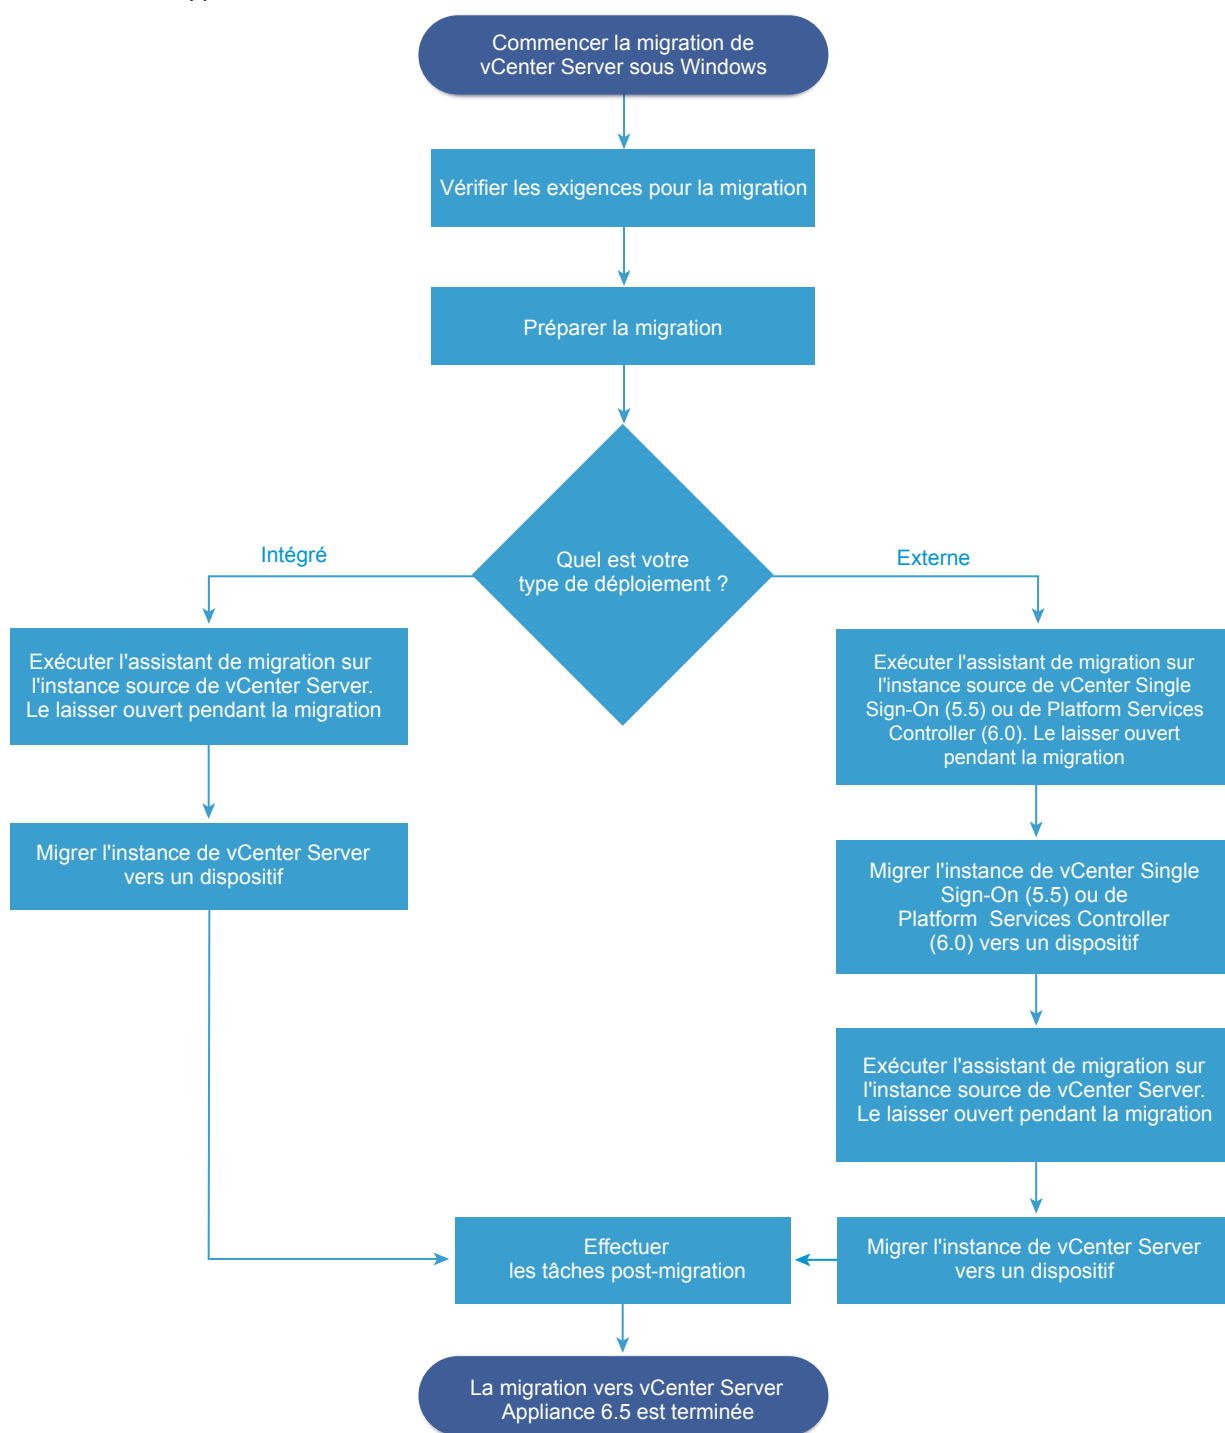 Commencer la migration de
vCenter Server sous Windows
Vérifier les exigences pour la migration
Préparer la migration
Quel est votre
type de déploiement ?
Intégré
Exécuter l'assistant de migration sur
l'instance source de vCenter Server.
Le laisser ouvert pendant la migration
Migrer l'instance de vCenter Server
vers un dispositif
Externe
Exécuter l'assistant de migration sur
l'instance source de vCenter Single
Sign-On (5.5) ou de Platform Services
Controller (6.0). Le laisser ouvert
pendant la migration
Migrer l'instance de vCenter Single
Sign-On (5.5) ou de
Platform Services Controller
(6.0) vers un dispositif
Exécuter l'assistant de migration sur
l'instance source de vCenter Server.
Le laisser ouvert pendant la migration
Migrer l'instance de vCenter Server
vers un dispositif
Effectuer
les tâches post-migration
La migration vers vCenter Server
Appliance 6.5 est terminée